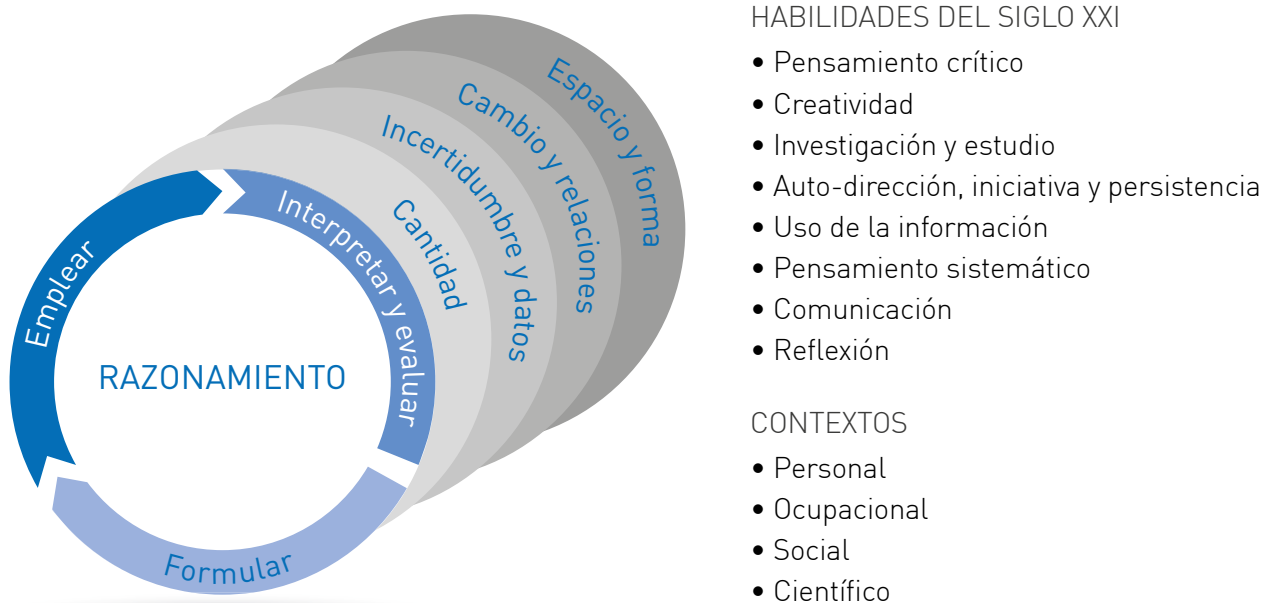 Espacio y forma
Cambio y relaciones
Incertidumbre y datos
Cantidad
Interpretar y evaluar
Emplear
RAZONAMIENTO
Formular
HABILIDADES DEL SIGLO XXI
• Pensamiento crítico
• Creatividad
• Investigación y estudio
• Auto-dirección, iniciativa y persistencia
• Uso de la información
• Pensamiento sistemático
• Comunicación
• Reflexión
CONTEXTOS
• Personal
• Ocupacional
• Social
• Científico